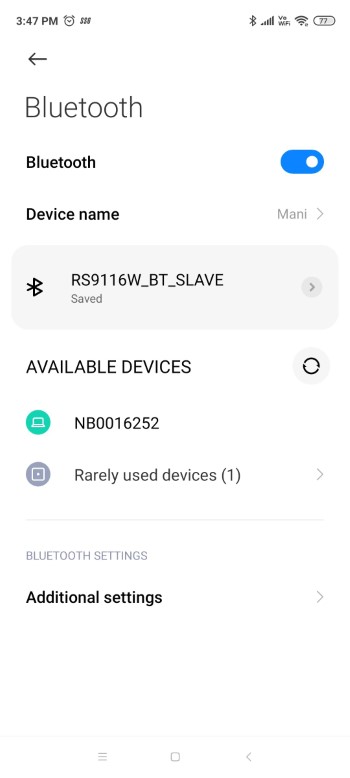 3:47 PM
Vo
WiFi
77
Bluetooth
Bluetooth
Device name
Mani
RS9116W_BT_SLAVE
Saved
AVAILABLE DEVICES
NB0016252
Rarely used devices (1)
BLUETOOTH SETTINGS
Additional settings